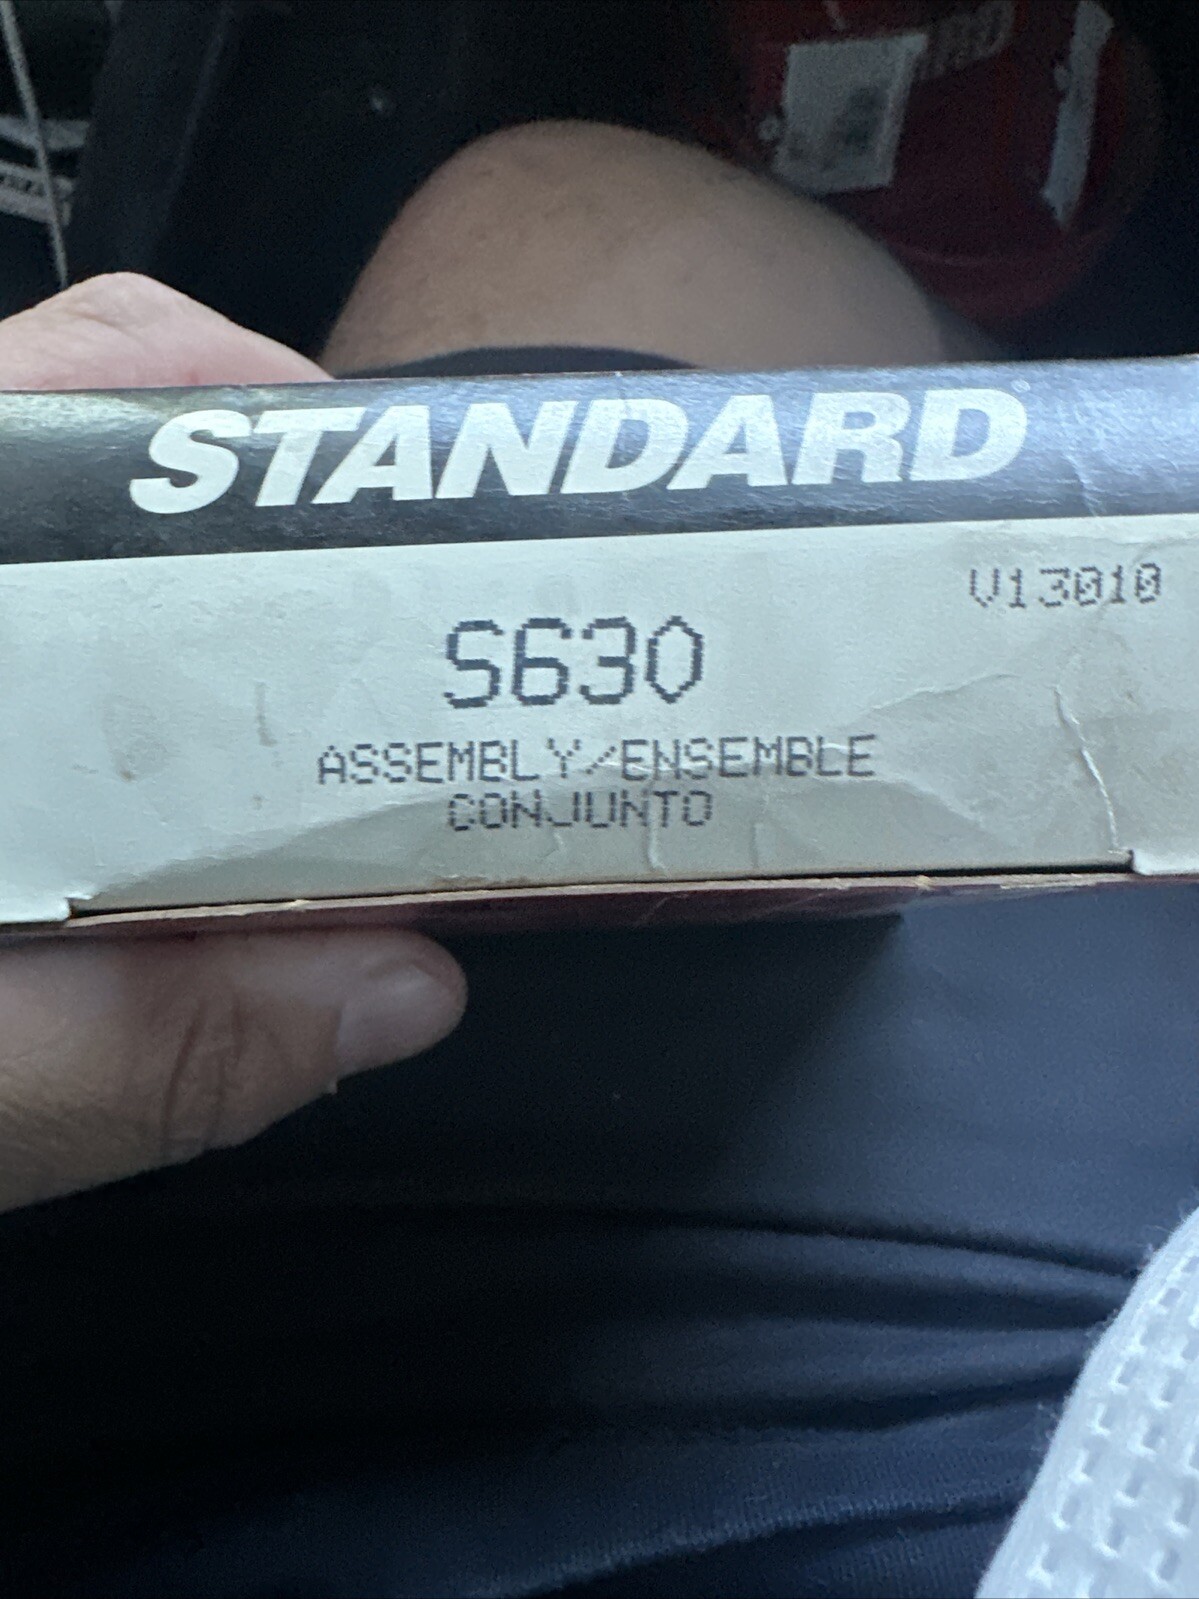 STANDARD
V13010
S630
ASSEMBLY/ENSEMBLE
CONJUNTO